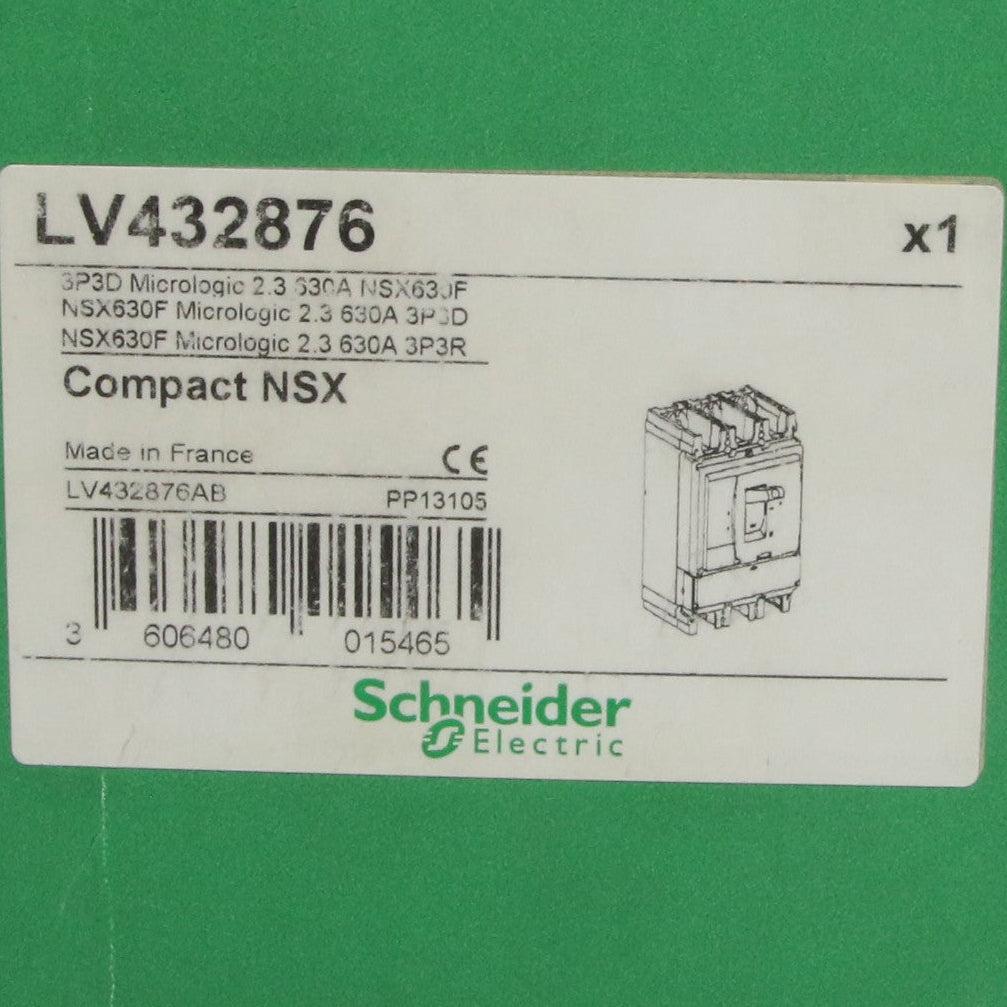 LV432876 x1
3P3D Micrologic 2.3 630A NSX630F
NSX630F Micrologic 2.3 630A 3P3D
NSX630F Micrologic 2.3 630A 3P3R
Compact NSX
Made in France CE
LV432876AB PP13105
3 606480 015465
Schneider
Electric